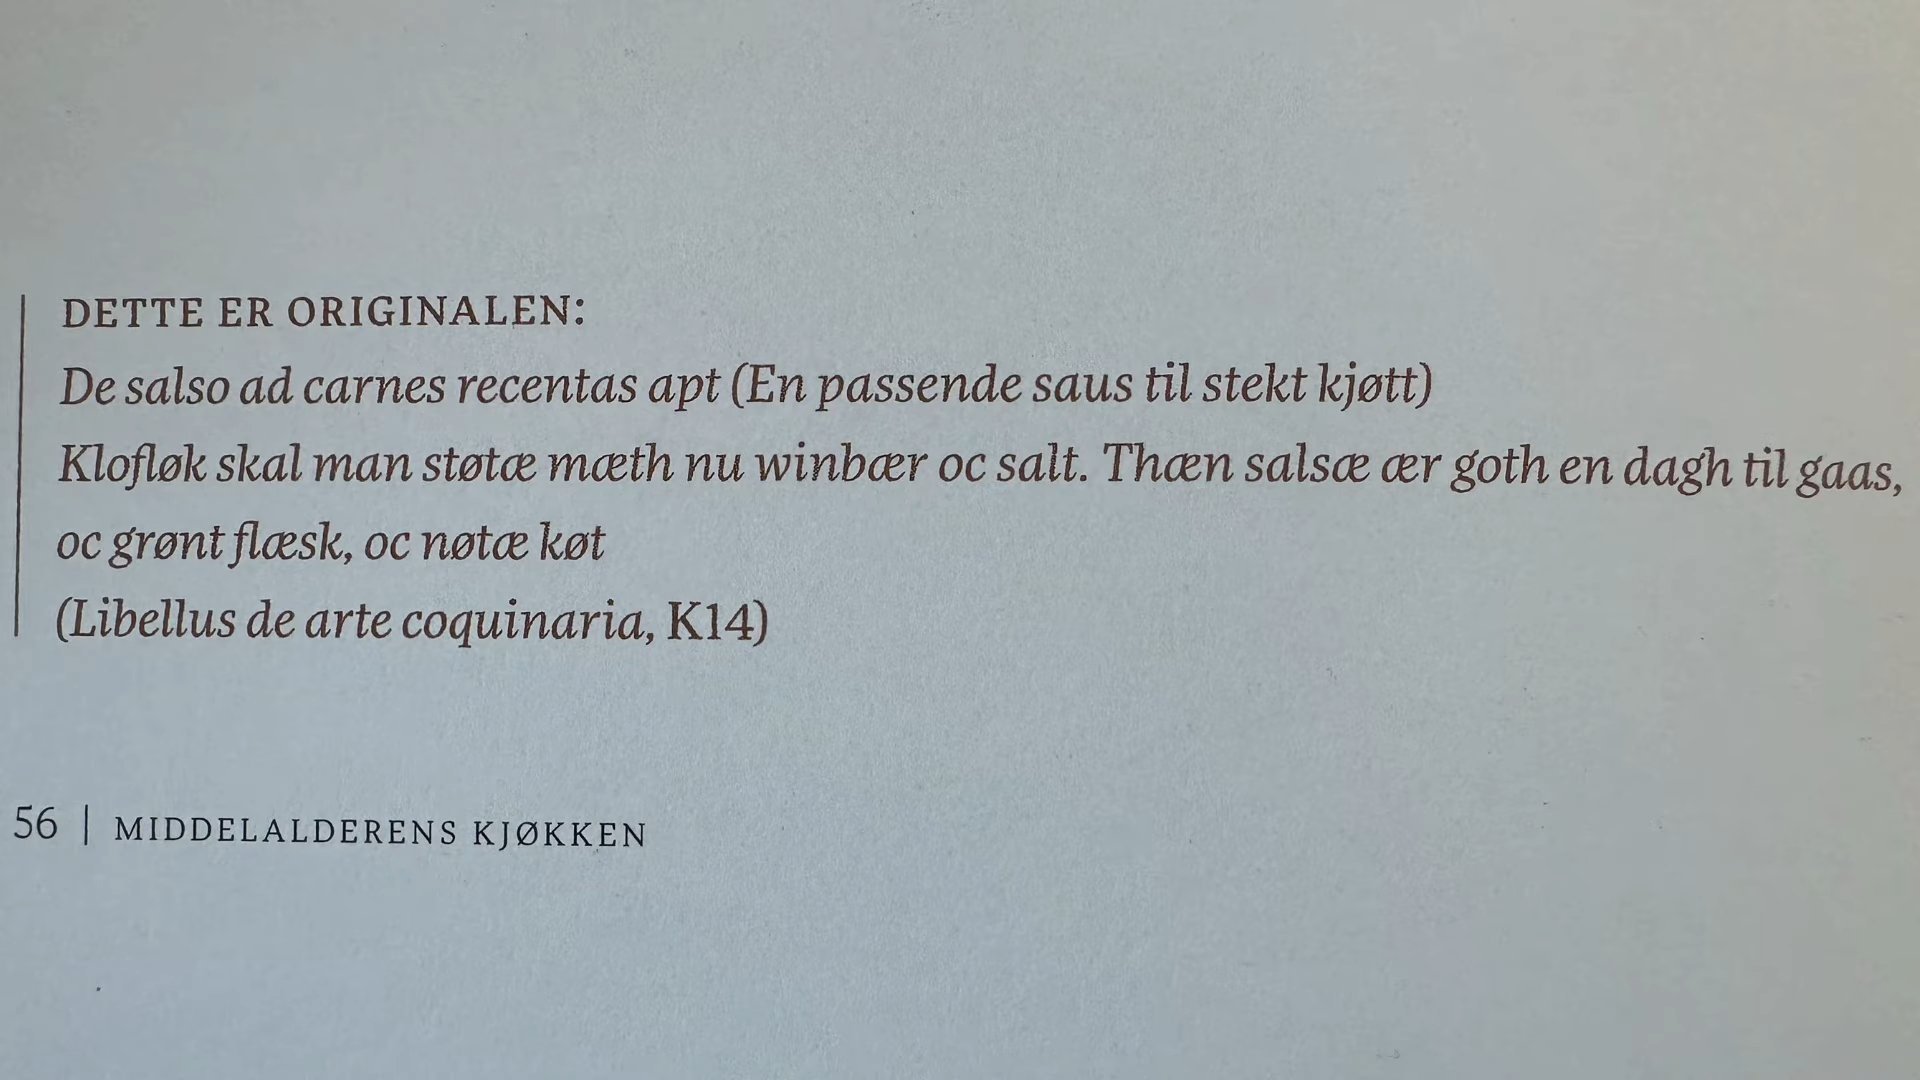 DETTE ER ORIGINALEN:
De salso ad carnes recentas apt (En passende saus til stekt kjøtt)
Klofløk skal man støtæ mæth nu winbær oc salt. Thæn salsæ ær goth en dagh til gaas,
oc grønt flæsk, oc nøtæ køt
(Libellus de arte coquinaria, K14)
56 | MIDDELALDERENS KJØKKEN